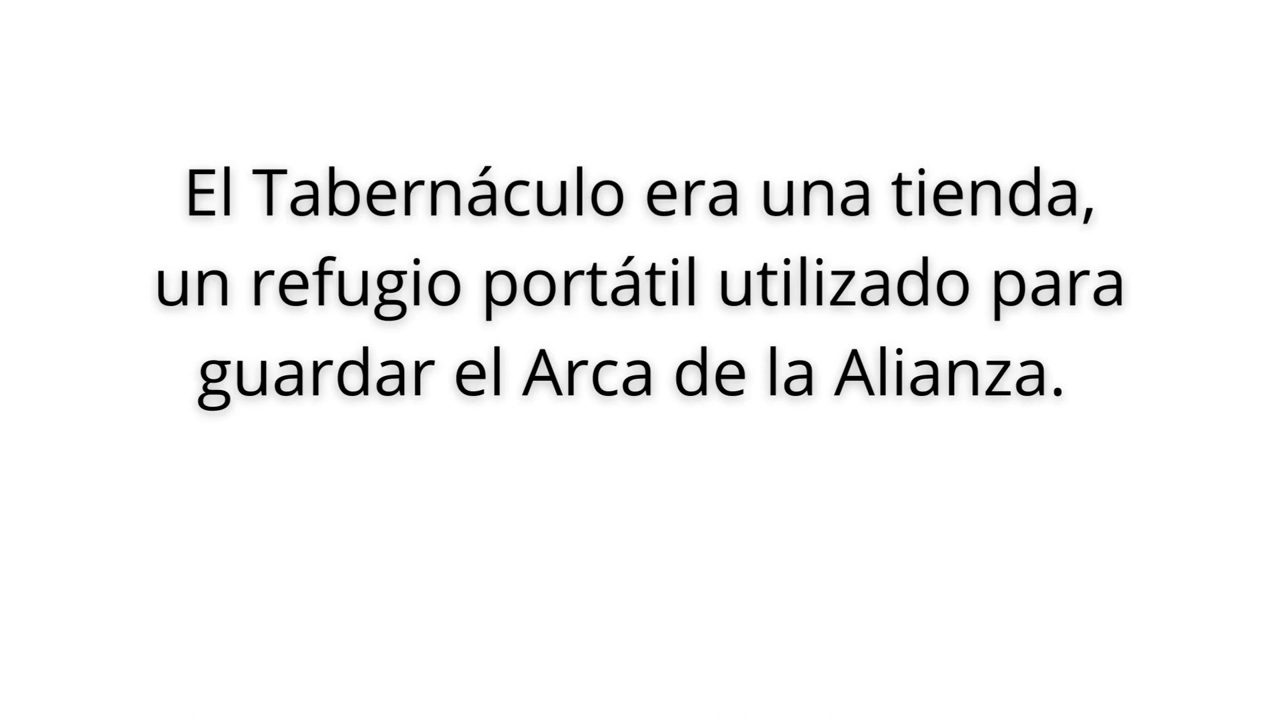 El Tabernáculo era una tienda,
un refugio portátil utilizado para
guardar el Arca de la Alianza.